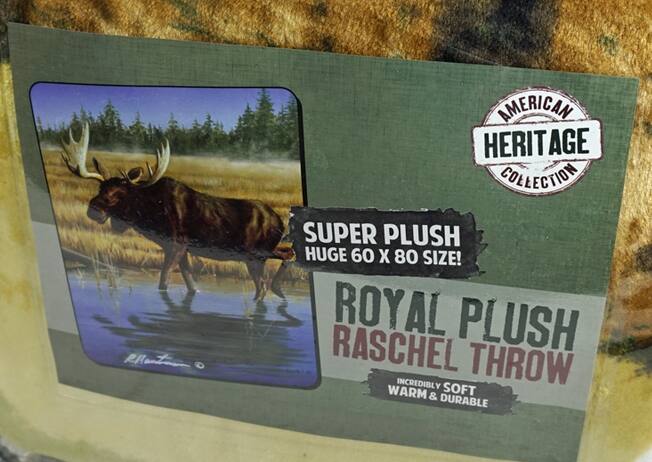 AMERICAN
HERITAGE
COLLECTION
SUPER PLUSH
HUGE 60 X 80 SIZE!
ROYAL PLUSH
RASCHEL THROW
INCREDIBLY SOFT
WARM & DURABLE
©